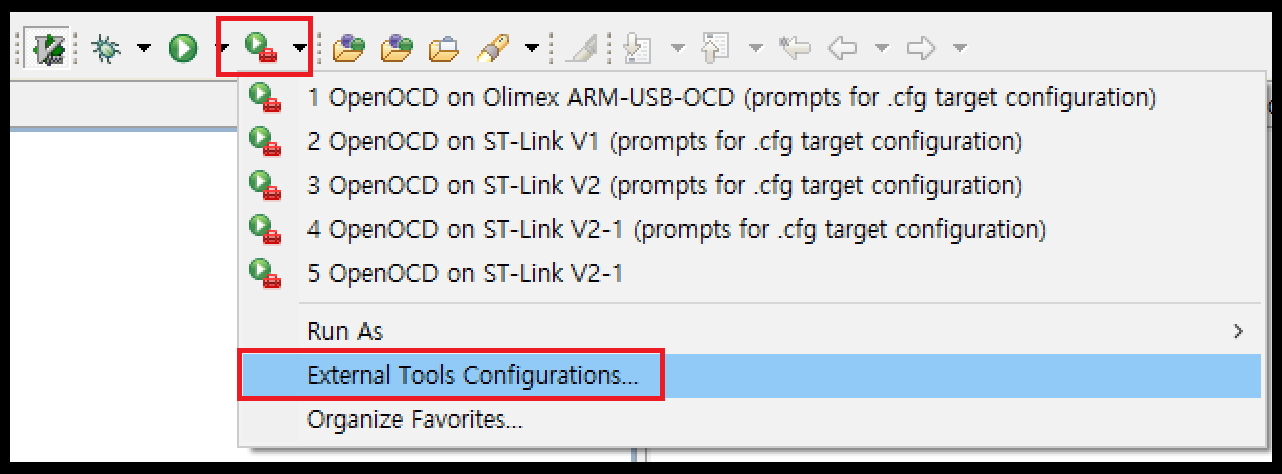 1 OpenOCD on Olimex ARM-USB-OCD (prompts for .cfg target configuration)
2 OpenOCD on ST-Link V1 (prompts for .cfg target configuration)
3 OpenOCD on ST-Link V2 (prompts for .cfg target configuration)
4 OpenOCD on ST-Link V2-1 (prompts for .cfg target configuration)
5 OpenOCD on ST-Link V2-1
Run As
External Tools Configurations...
Organize Favorites...